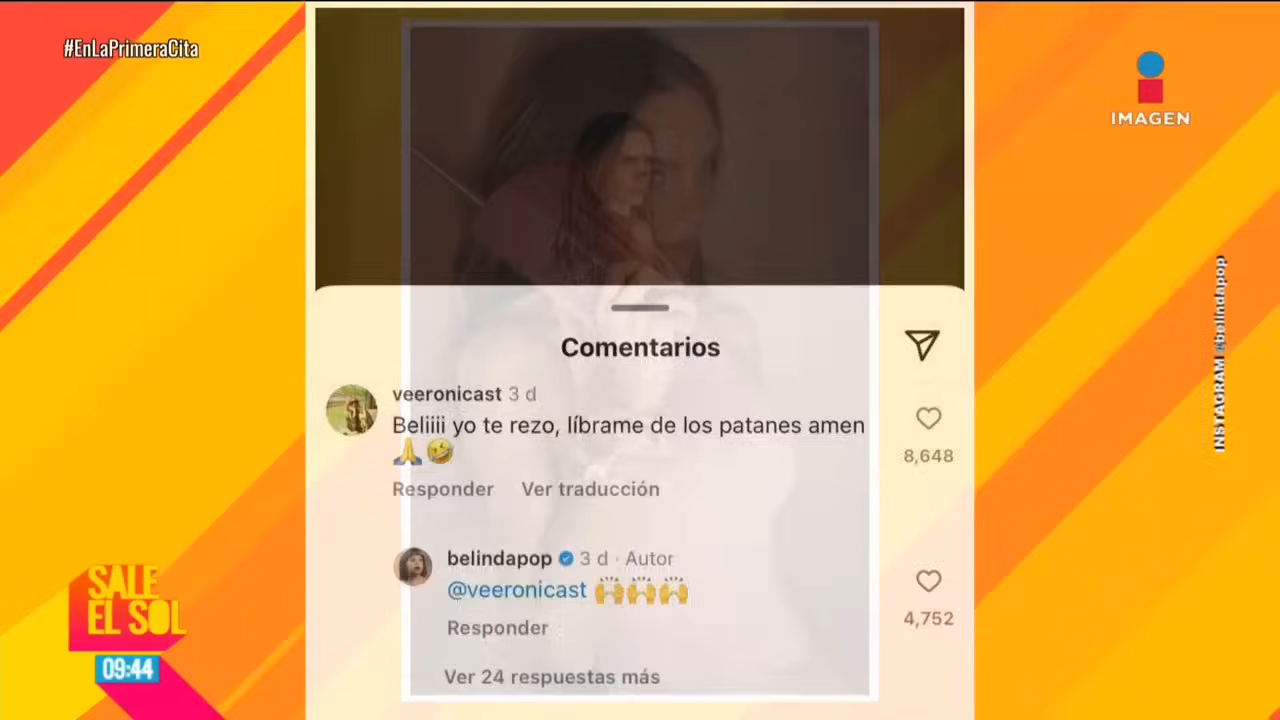 #EnLaPrimeraCita
IMAGEN
Comentarios
veeronicast 3 d
Beliiii yo te rezo, líbrame de los patanes amen
🙏🤣
8,648
Responder Ver traducción
belindapop 3 d · Autor
@veeronicast 🙌🙌🙌
4,752
Responder
Ver 24 respuestas más
INSTAGRAM @belindapop
SALE
EL SOL
09:44